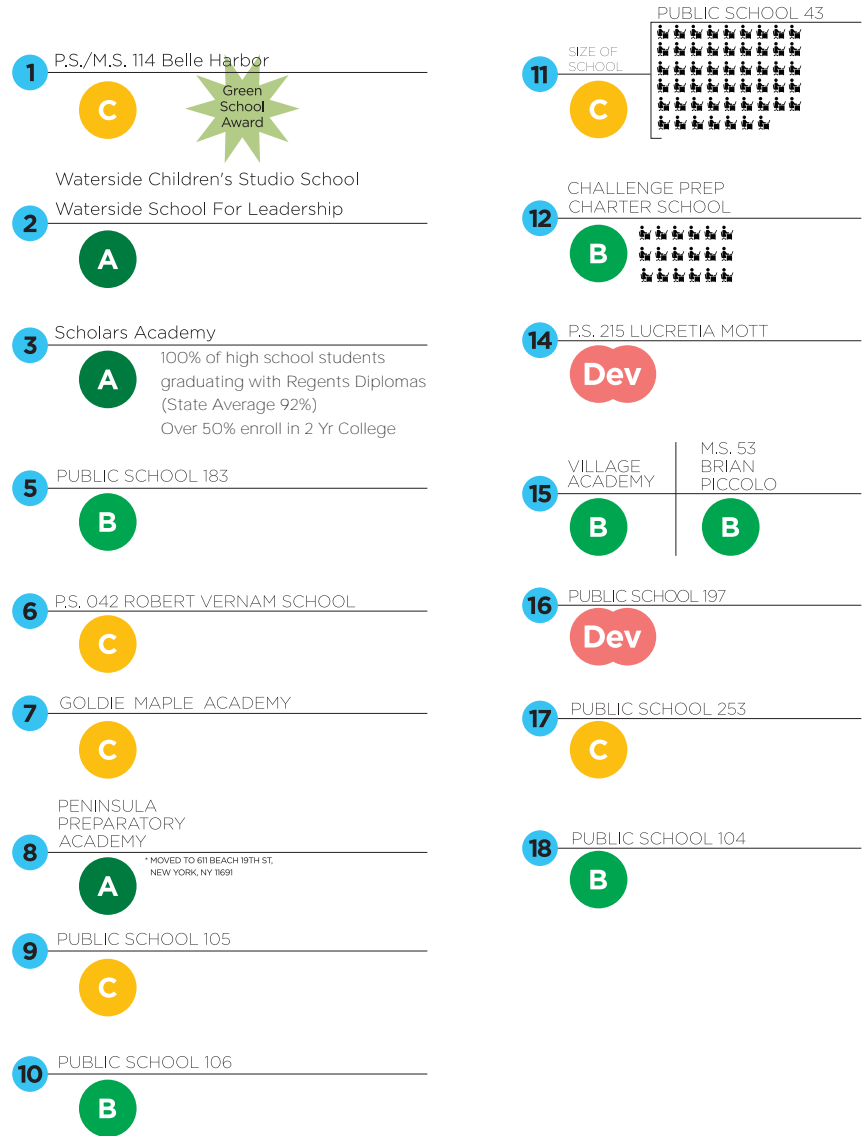 1
P.S./M.S. 114 Belle Harbor
C
Green
School
Award
Waterside Children's Studio School
Waterside School For Leadership
2
A
3
Scholars Academy
A
100% of high school students
graduating with Regents Diplomas
(State Average 92%)
Over 50% enroll in 2 Yr College
5
PUBLIC SCHOOL 183
B
6
P.S. 042 ROBERT VERNAM SCHOOL
C
7
GOLDIE MAPLE ACADEMY
C
PENINSULA
PREPARATORY
ACADEMY
8
A
* MOVED TO 611 BEACH 19TH ST,
NEW YORK, NY 11691
9
PUBLIC SCHOOL 105
C
10
PUBLIC SCHOOL 106
B
PUBLIC SCHOOL 43
11
SIZE OF
SCHOOL
C
12
CHALLENGE PREP
CHARTER SCHOOL
B
14
P.S. 215 LUCRETIA MOTT
Dev
15
VILLAGE
ACADEMY
B
M.S. 53
BRIAN
PICCOLO
B
16
PUBLIC SCHOOL 197
Dev
17
PUBLIC SCHOOL 253
C
18
PUBLIC SCHOOL 104
B